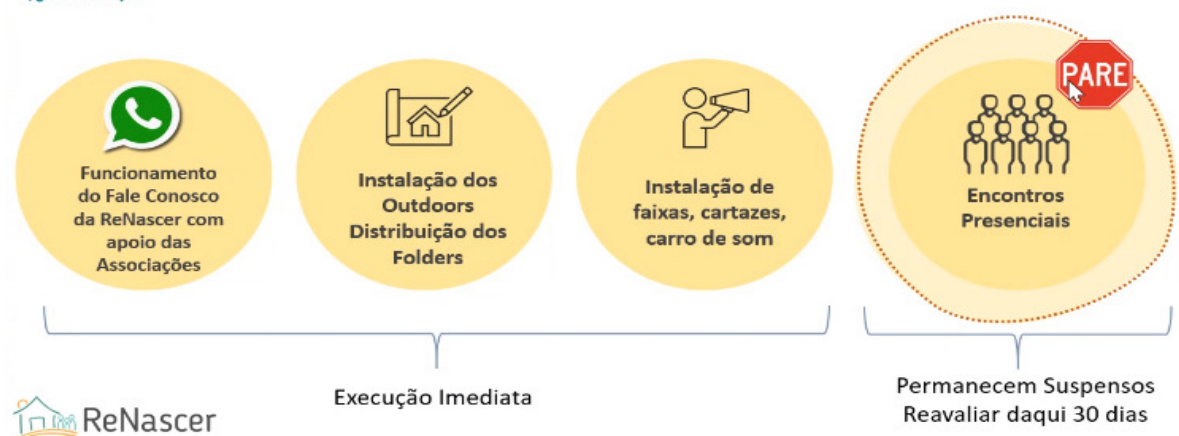 Funcionamento
do Fale Conosco
da ReNascer com
apoio das
Associações
Instalação dos
Outdoors
Distribuição dos
Folders
Instalação de
faixas, cartazes,
carro de som
PARE
Encontros
Presenciais
Execução Imediata
Permanecem Suspensos
Reavaliar daqui 30 dias
ReNascer